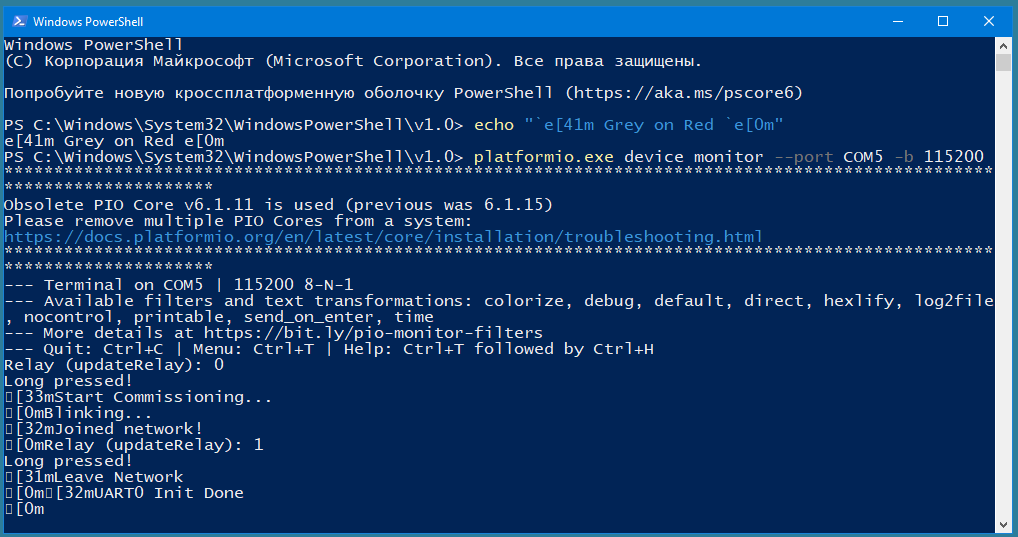 Windows PowerShell
Windows PowerShell
(C) Корпорация Майкрософт (Microsoft Corporation). Все права защищены.
Попробуйте новую кроссплатформенную оболочку PowerShell (https://aka.ms/pscore6)
PS C:\Windows\System32\WindowsPowerShell\v1.0> echo "`e[41m Grey on Red `e[0m"
e[41m Grey on Red e[0m
PS C:\Windows\System32\WindowsPowerShell\v1.0> platformio.exe device monitor --port COM5 -b 115200
***************************************************************************************************
*********************
Obsolete PIO Core v6.1.11 is used (previous was 6.1.15)
Please remove multiple PIO Cores from a system:
https://docs.platformio.org/en/latest/core/installation/troubleshooting.html
***************************************************************************************************
*********************
--- Terminal on COM5 | 115200 8-N-1
--- Available filters and text transformations: colorize, debug, default, direct, hexlify, log2file
, nocontrol, printable, send_on_enter, time
--- More details at https://bit.ly/pio-monitor-filters
--- Quit: Ctrl+C | Menu: Ctrl+T | Help: Ctrl+T followed by Ctrl+H
Relay (updateRelay): 0
Long pressed!
▯[33mStart Commissioning...
▯[0mBlinking...
▯[32mJoined network!
▯[0mRelay (updateRelay): 1
Long pressed!
▯[31mLeave Network
▯[0m▯[32mUART0 Init Done
▯[0m